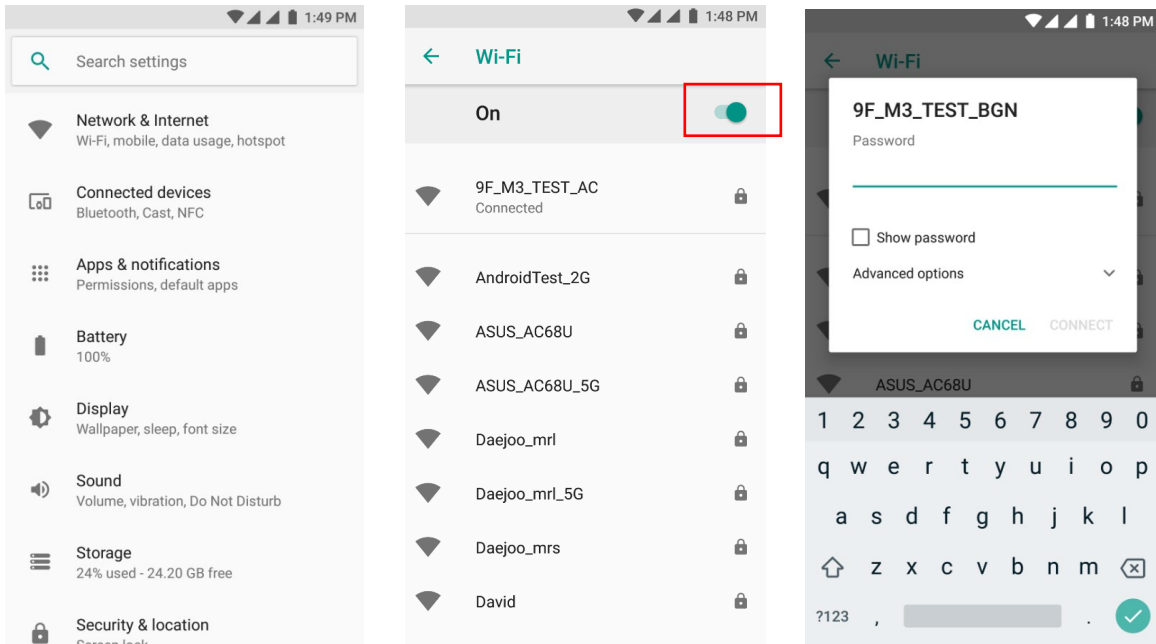 1:49 PM
Search settings
Network & Internet
Wi-Fi, mobile, data usage, hotspot
Connected devices
Bluetooth, Cast, NFC
Apps & notifications
Permissions, default apps
Battery
100%
Display
Wallpaper, sleep, font size
Sound
Volume, vibration, Do Not Disturb
Storage
24% used - 24.20 GB free
Security & location
Screen lock
1:48 PM
Wi-Fi
On
9F_M3_TEST_AC
Connected
AndroidTest_2G
ASUS_AC68U
ASUS_AC68U_5G
Daejoo_mrl
Daejoo_mrl_5G
Daejoo_mrs
David
1:48 PM
Wi-Fi
9F_M3_TEST_BGN
Password
Show password
Advanced options
CANCEL CONNECT
ASUS_AC68U
1 2 3 4 5 6 7 8 9 0
q w e r t y u i o p
a s d f g h j k l
z x c v b n m
?123 , .